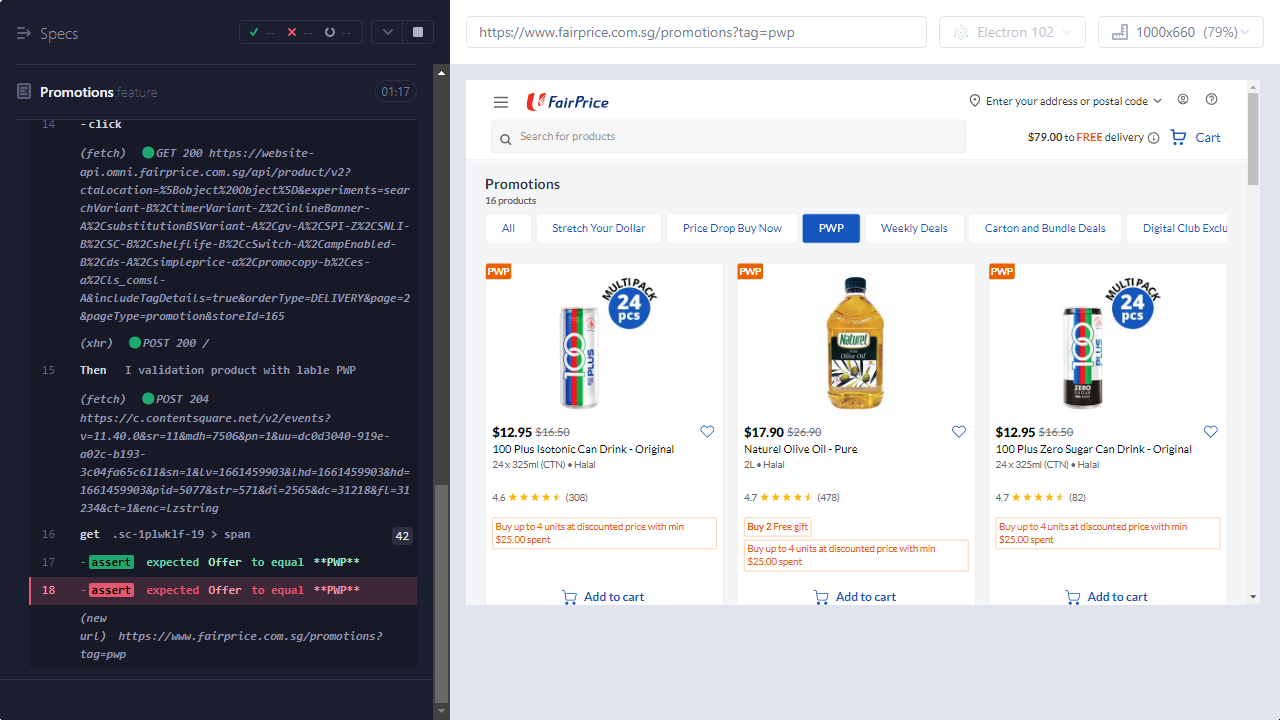 Specs
--
--
--
Promotions.feature
01:17
14 -click
(fetch) GET 200 https://website-
api.omni.fairprice.com.sg/api/product/v2?
ctaLocation=%5Bobject%20Object%5D&experiments=sear
chVariant-B%2CtimerVariant-Z%2CinlineBanner-
A%2CsubstitutionBSVariant-A%2Cgv-A%2CSPI-Z%2CSNLI-
B%2CSC-B%2Cshelflife-B%2CcSwitch-A%2CampEnabled-
B%2Cds-A%2Csimpleprice-a%2Cpromocopy-b%2Ces-
a%2Cls_comsl-
A&includeTagDetails=true&orderType=DELIVERY&page=2
&pageType=promotion&storeId=165
(xhr) POST 200 /
15 Then I validation product with lable PWP
(fetch) POST 204
https://c.contentsquare.net/v2/events?
v=11.40.0&sr=11&mdh=7506&pn=1&uu=dc0d3040-919e-
a02c-b193-
3c04fa65c611&sn=1&lv=1661459903&lhd=1661459903&hd=
1661459903&pid=5077&str=571&di=2565&dc=31218&fl=31
234&ct=1&enc=lzstring
16 get .sc-1plwklf-19 > span 42
17 -assert expected Offer to equal **PWP**
18 -assert expected Offer to equal **PWP**
(new
url) https://www.fairprice.com.sg/promotions?
tag=pwp
https://www.fairprice.com.sg/promotions?tag=pwp
Electron 102
1000x660 (79%)
FairPrice
Enter your address or postal code
Search for products
$79.00 to FREE delivery
Cart
Promotions
16 products
All
Stretch Your Dollar
Price Drop Buy Now
PWP
Weekly Deals
Carton and Bundle Deals
Digital Club Exclu
PWP
MULTI PACK
24
pcs
100
PLUS
$12.95 $16.50
100 Plus Isotonic Can Drink - Original
24 x 325ml (CTN) • Halal
4.6 ★★★★★ (308)
Buy up to 4 units at discounted price with min
$25.00 spent
Add to cart
PWP
Naturel
Olive Oil
$17.90 $26.90
Naturel Olive Oil - Pure
2L • Halal
4.7 ★★★★★ (478)
Buy 2 Free gift
Buy up to 4 units at discounted price with min
$25.00 spent
Add to cart
PWP
MULTI PACK
24
pcs
100
PLUS
ZERO
$12.95 $16.50
100 Plus Zero Sugar Can Drink - Original
24 x 325ml (CTN) • Halal
4.7 ★★★★★ (82)
Buy up to 4 units at discounted price with min
$25.00 spent
Add to cart